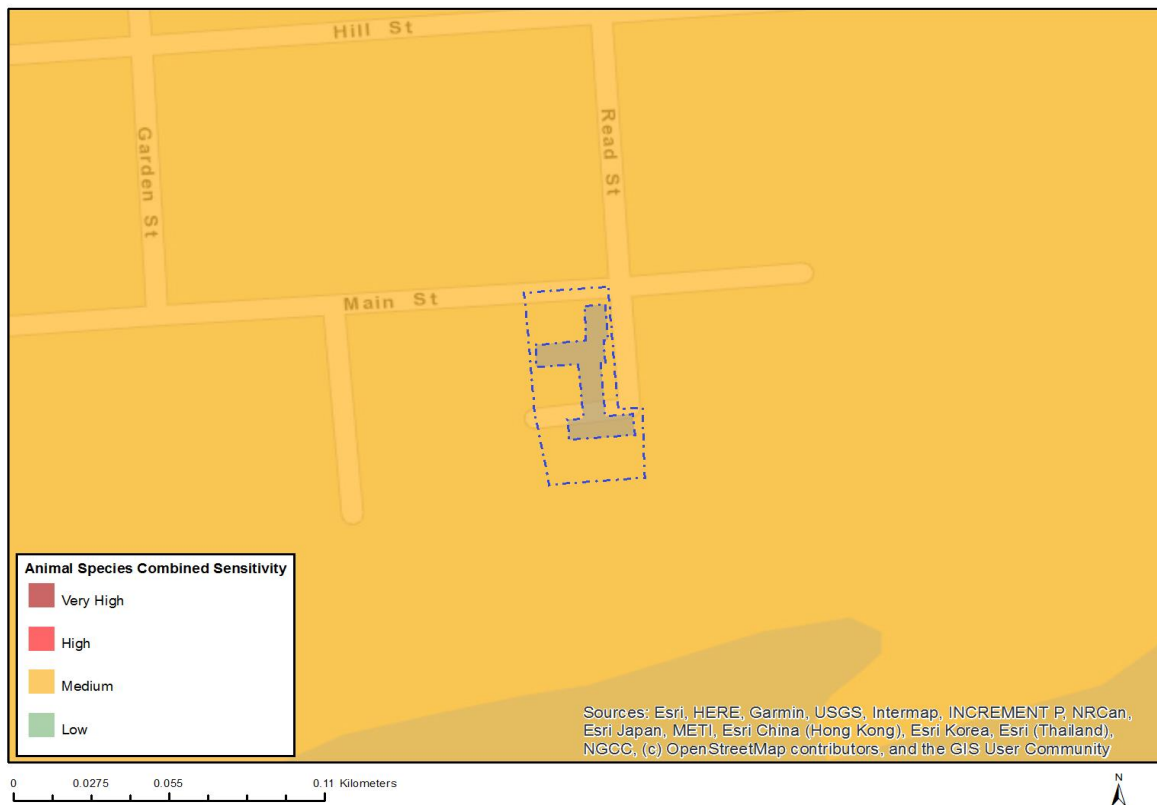 Hill St
Garden St
Read St
Main St
Animal Species Combined Sensitivity
Very High
High
Medium
Low
Sources: Esri, HERE, Garmin, USGS, Intermap, INCREMENT P, NRCan,
Esri Japan, METI, Esri China (Hong Kong), Esri Korea, Esri (Thailand),
NGCC, (c) OpenStreetMap contributors, and the GIS User Community
0 0.0275 0.055 0.11 Kilometers
N